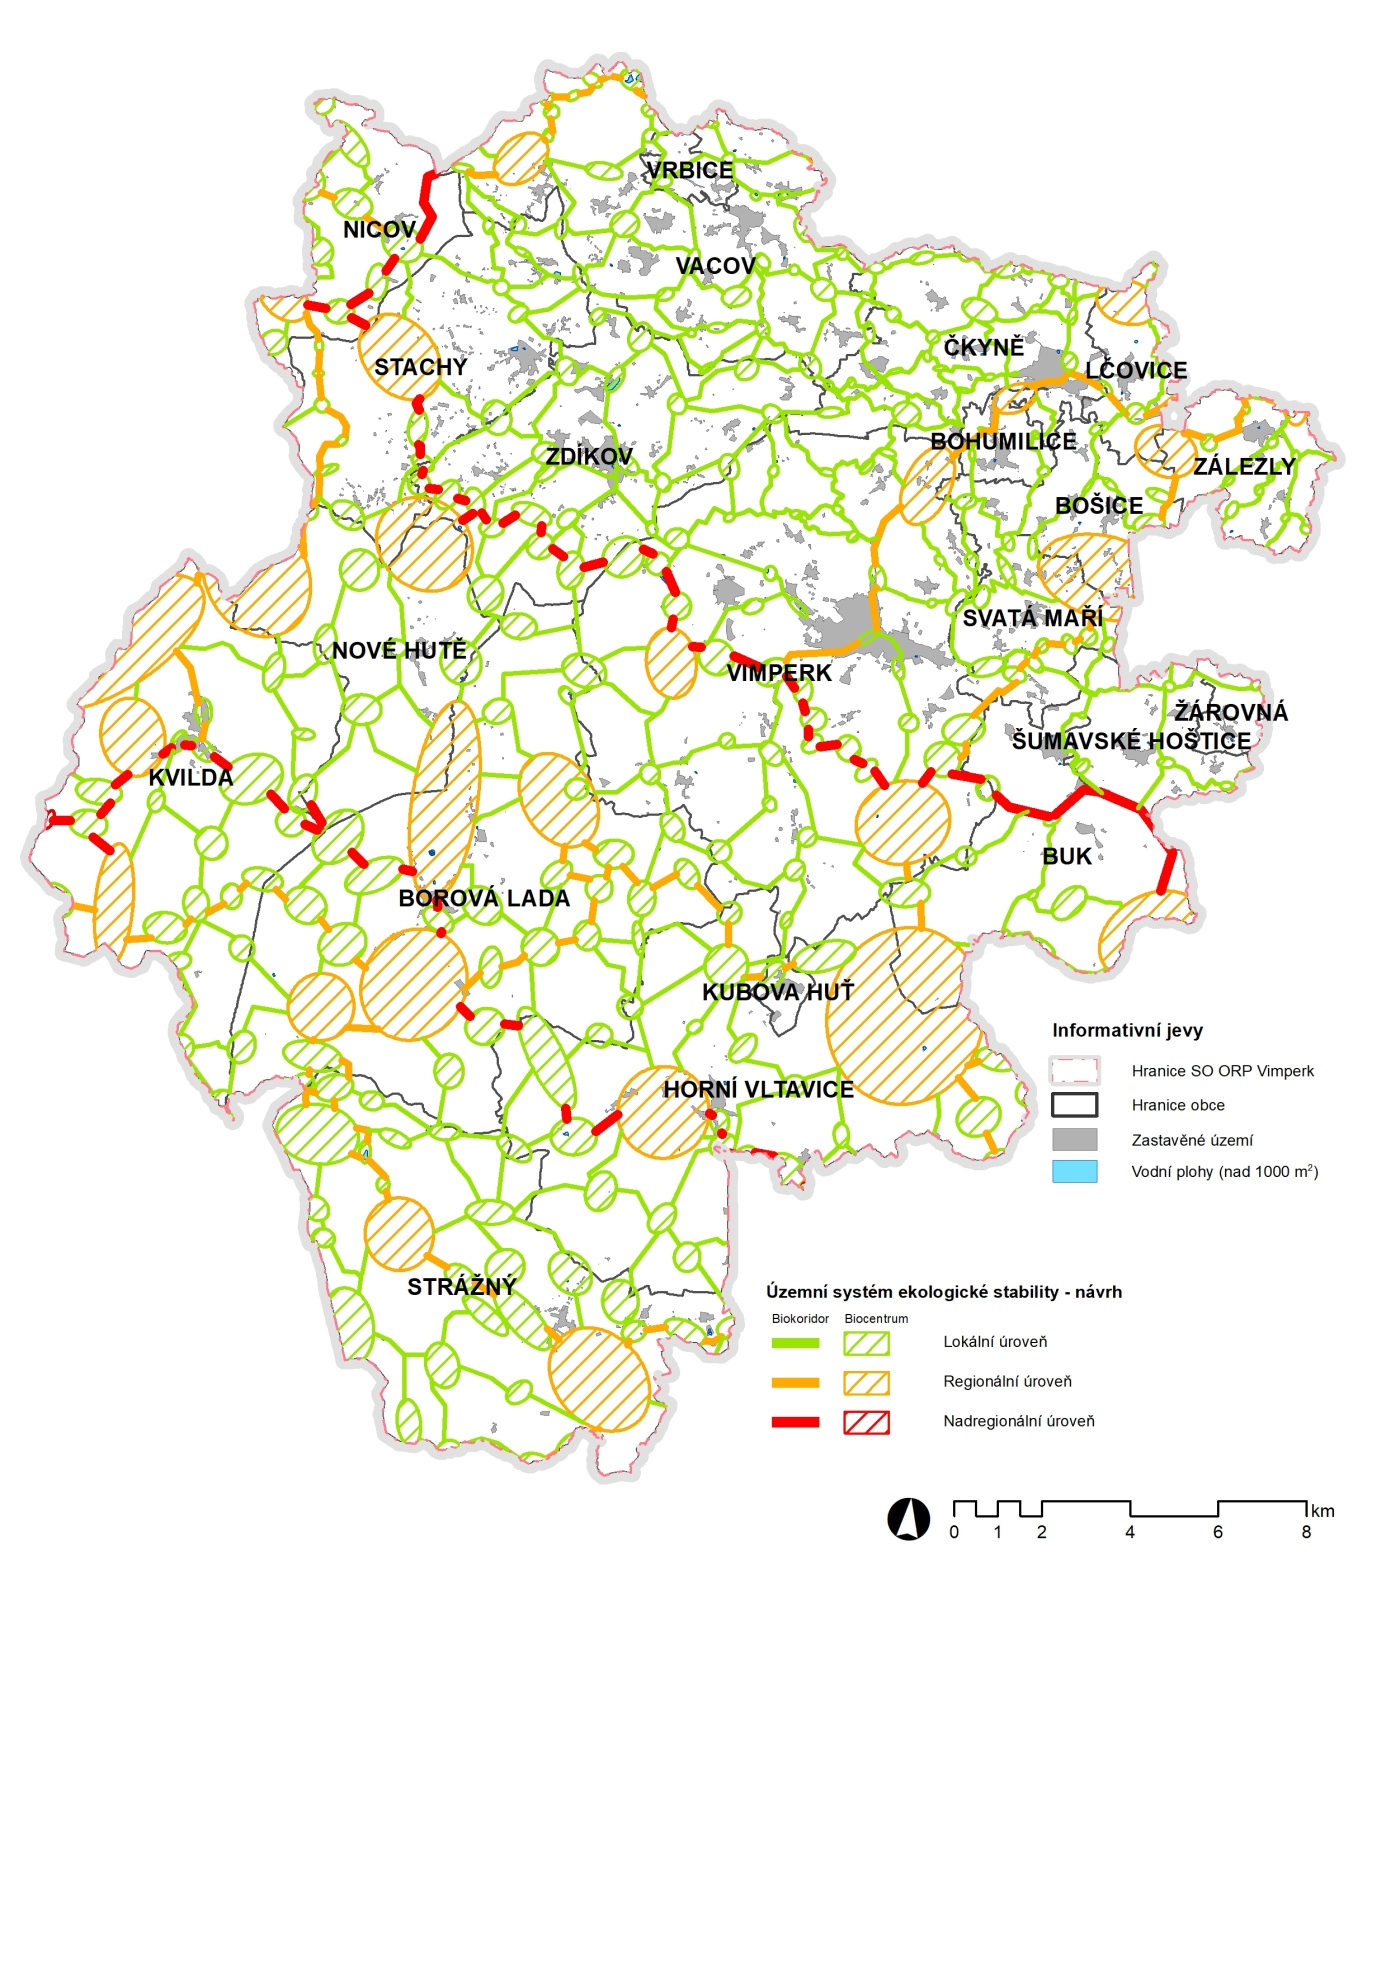 VRBICE
NICOV
VACOV
ČKYNĚ
STACHY
LČOVICE
BOHUMILICE
ZDÍKOV
ZÁLEZLY
BOŠICE
SVATÁ MAŘÍ
NOVÉ HUTĚ
VIMPERK
ŽÁROVNÁ
ŠUMAVSKÉ HOŠTICE
KVILDA
BUK
BOROVÁ LADA
KUBOVA HUŤ
HORNÍ VLTAVICE
STRÁŽNÝ
Informativní jevy
Hranice SO ORP Vimperk
Hranice obce
Zastavěné území
Vodní plohy (nad 1000 m²)
Územní systém ekologické stability - návrh
Biokoridor Biocentrum
Lokální úroveň
Regionální úroveň
Nadregionální úroveň
km
0 1 2 4 6 8